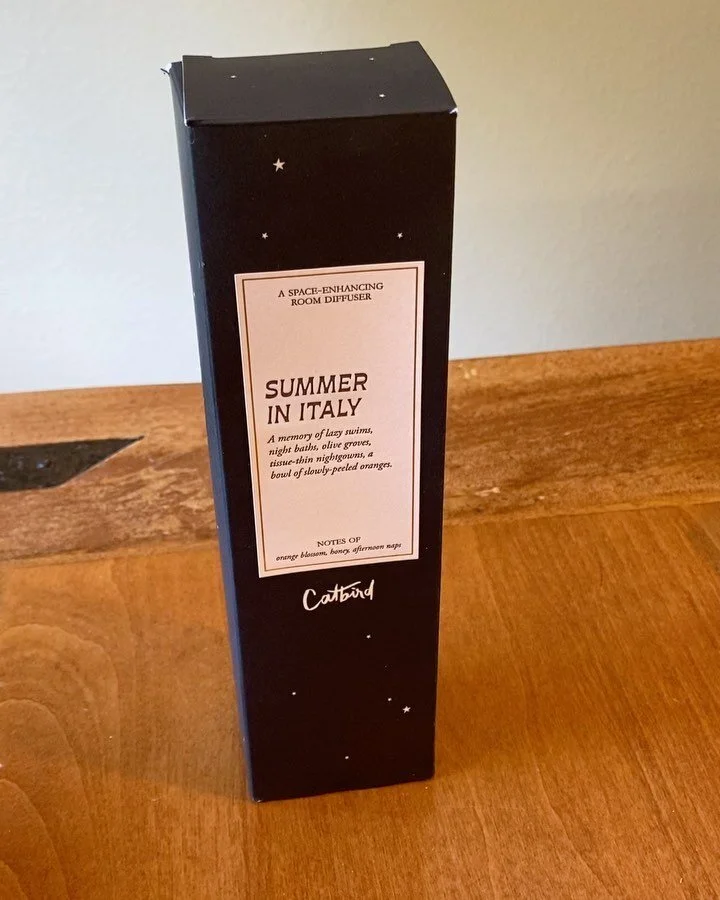 A SPACE-ENHANCING
ROOM DIFFUSER
SUMMER
IN ITALY
A memory of lazy swims,
night baths, olive groves,
tissue-thin nightgowns, a
bowl of slowly-peeled oranges.
NOTES OF
orange blossom, honey, afternoon naps
Catbird